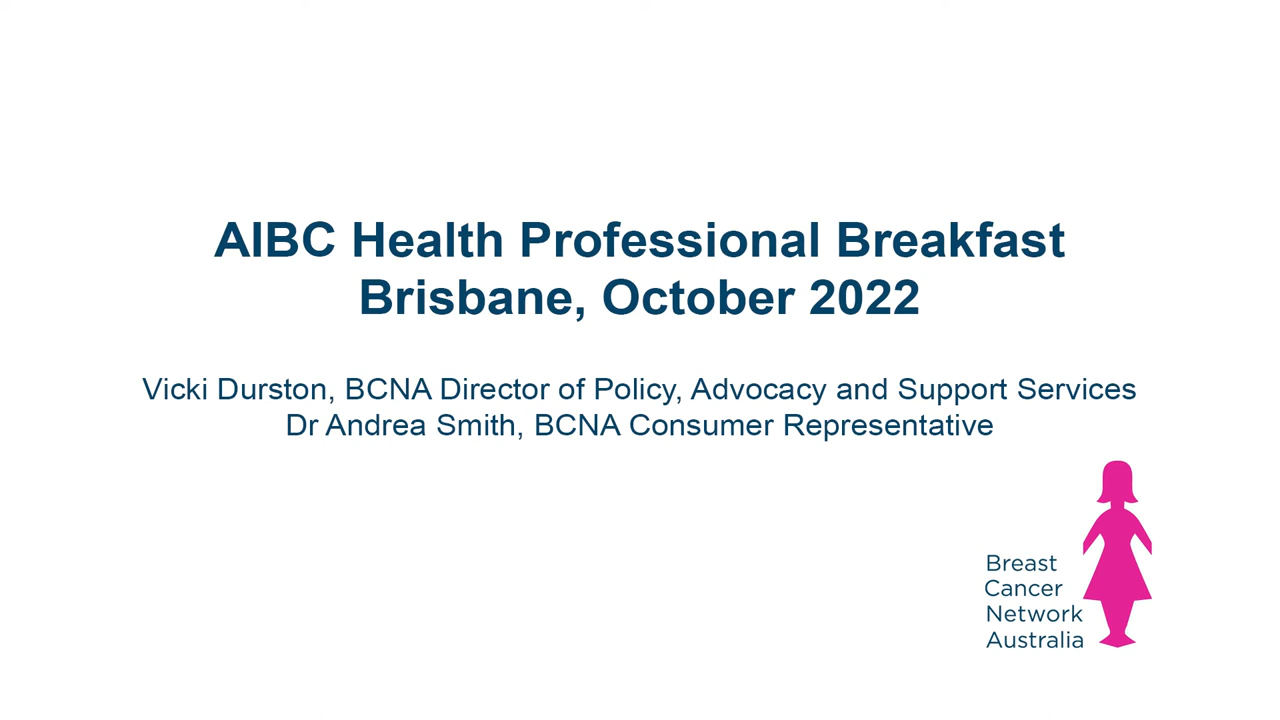 AIBC Health Professional Breakfast
Brisbane, October 2022
Vicki Durston, BCNA Director of Policy, Advocacy and Support Services
Dr Andrea Smith, BCNA Consumer Representative
Breast
Cancer
Network
Australia